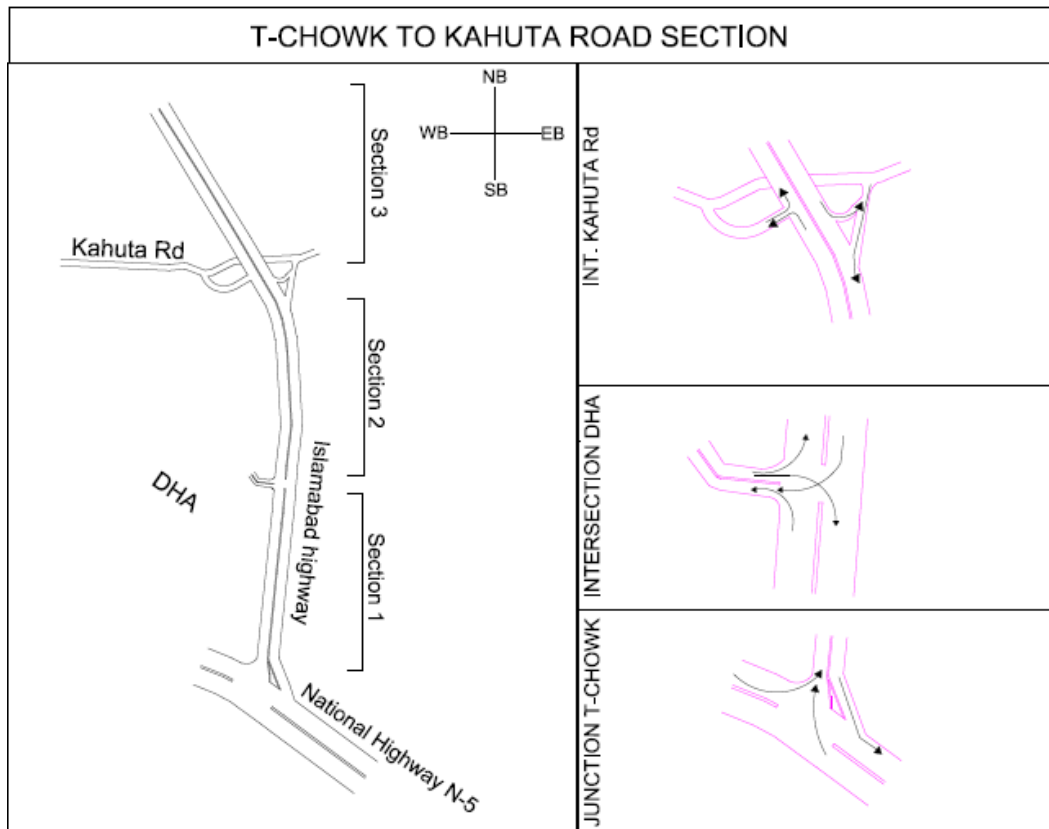 T-CHOWK TO KAHUTA ROAD SECTION
NB
WB
EB
SB
Section 3
Kahuta Rd
Section 2
DHA
Islamabad highway
Section 1
National Highway N-5
INT. KAHUTA Rd
INTERSECTION DHA
JUNCTION T-CHOWK